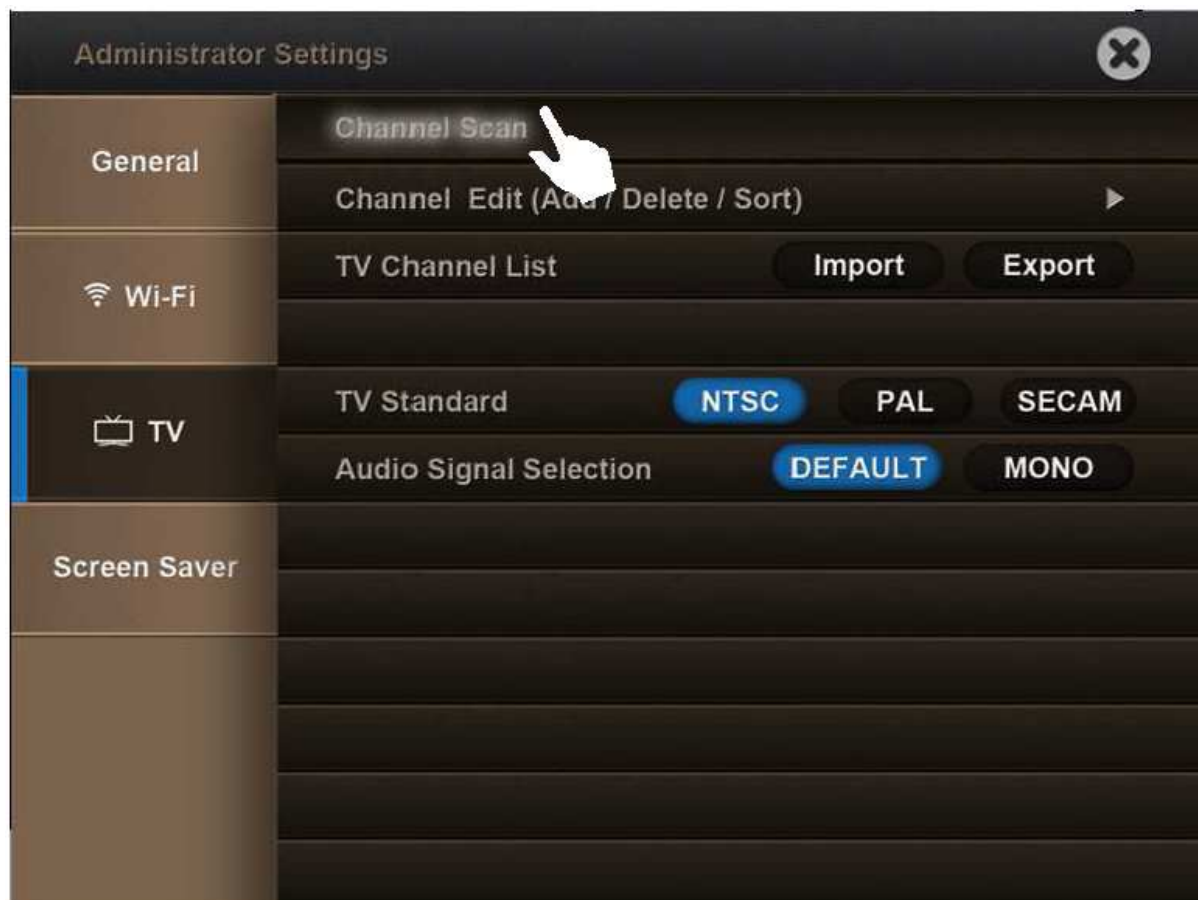 Administrator Settings
General
Wi-Fi
TV
Screen Saver
Channel Scan
Channel Edit (Add / Delete / Sort)
TV Channel List Import Export
TV Standard NTSC PAL SECAM
Audio Signal Selection DEFAULT MONO